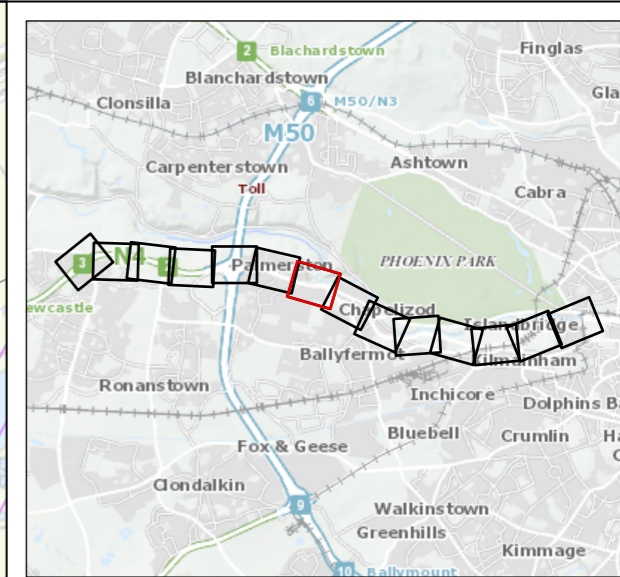 Finglas
2 Blachardstown
Blanchardstown
Gla
Clonsilla
6 M50/N3
M50
Carpenterstown
Ashtown
Toll
Cabra
3 N4
Palmerston
PHOENIX PARK
ewcastle
Chapelizod
Islandbridge
Ballyfermot
Kilmainham
Ronanstown
Inchicore
Dolphins Ba
Bluebell
Crumlin
Ha
Fox & Geese
C
Clondalkin
9
Walkinstown
Greenhills
Kimmage
10 Ballymount